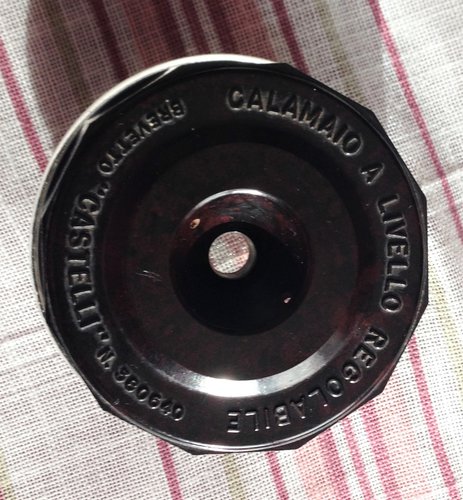 CALAMAIO A LIVELLO REGOLABILE
BREVETTO "CASTELLI" N.